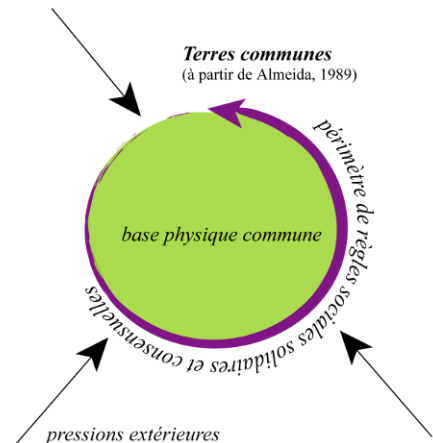 Terres communes
(à partir de Almeida, 1989)
périmètre de règles sociales solidaires et consensuelles
base physique commune
pressions extérieures